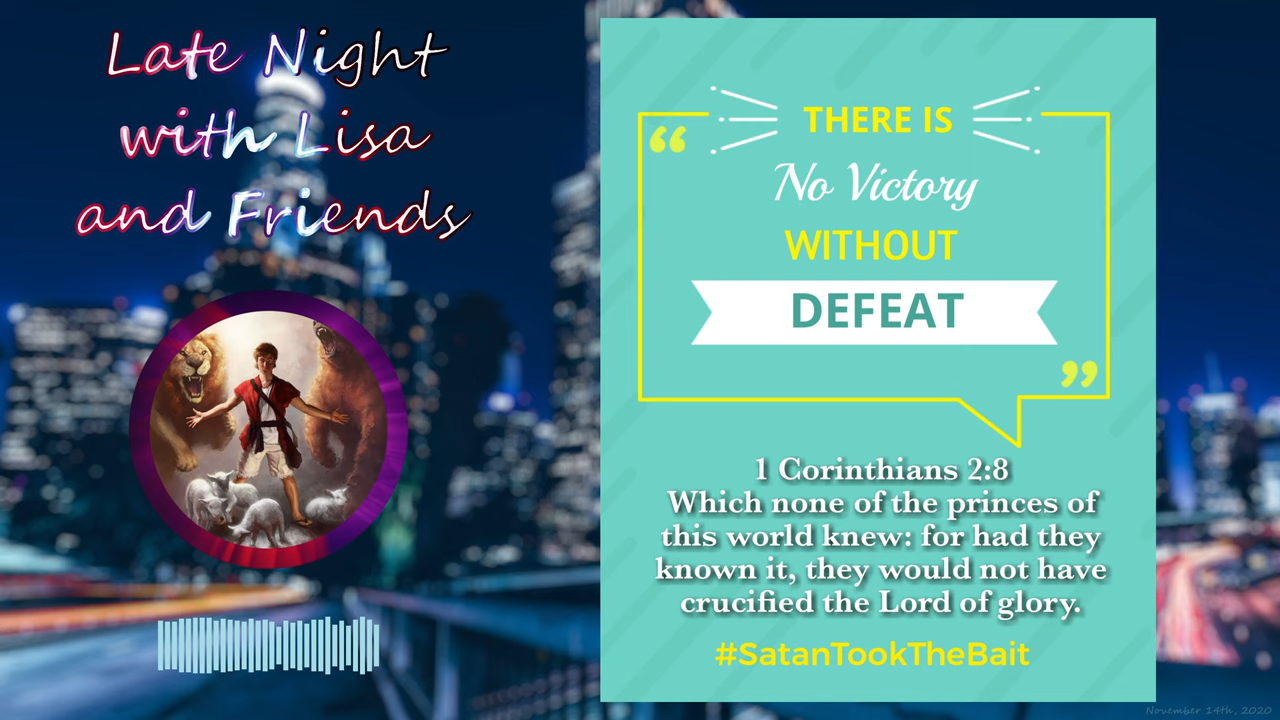 Late Night
with Lisa
and Friends
“
THERE IS
No Victory
WITHOUT
DEFEAT
”
1 Corinthians 2:8
Which none of the princes of
this world knew: for had they
known it, they would not have
crucified the Lord of glory.
#SatanTookTheBait
November 14th, 2020